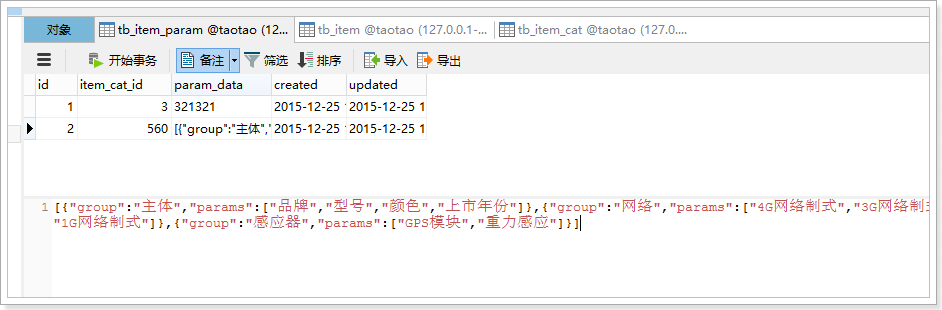 对象 tb_item_param @taotao (12... tb_item @taotao (127.0.0.1-... tb_item_cat @taotao (127.0....
开始事务 备注 筛选 排序 导入 导出
id item_cat_id param_data created updated
1 3 321321 2015-12-25 1 2015-12-25 1
2 560 [{"group":"主体"," 2015-12-25 1 2015-12-25 1
1 [{"group":"主体","params":["品牌","型号","颜色","上市年份"]},{"group":"网络","params":["4G网络制式","3G网络制式
"1G网络制式"]},{"group":"感应器","params":["GPS模块","重力感应"]}]